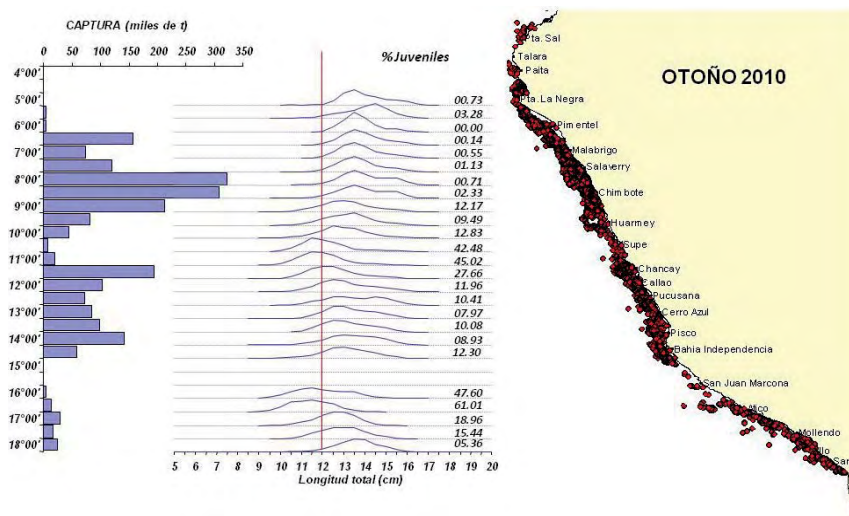 CAPTURA (miles de t)
0 50 100 150 200 250 300 350
4°00'
5°00'
6°00'
7°00'
8°00'
9°00'
10°00'
11°00'
12°00'
13°00'
14°00'
15°00'
16°00'
17°00'
18°00'
%Juveniles
00.73
03.28
00.00
00.14
00.55
01.13
00.71
02.33
12.17
09.49
12.83
42.48
45.02
27.66
11.96
10.41
07.97
10.08
08.93
12.30
47.60
61.01
18.96
15.44
05.36
5 6 7 8 9 10 11 12 13 14 15 16 17 18 19 20
Longitud total (cm)
OTOÑO 2010
Pta. Sal
Talara
Paita
Pta.La Negra
Pimentel
Malabrigo
Salaverry
Chimbote
Huarmey
Supe
Chancay
Callao
Pucusana
Cerro Azul
Pisco
Bahia Independencia
San Juan Marcona
Mollendo